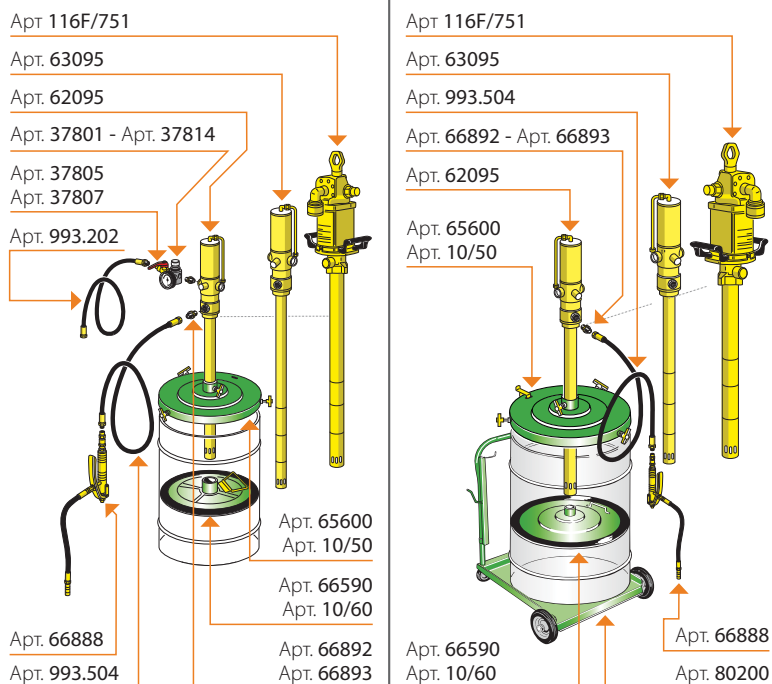 Арт 116F/751
Арт. 63095
Арт. 62095
Арт. 37801 - Арт. 37814
Арт. 37805
Арт. 37807
Арт. 993.202
Арт. 65600
Арт. 10/50
Арт. 66590
Арт. 10/60
Арт. 66888
Арт. 993.504
Арт. 66892
Арт. 66893
Арт 116F/751
Арт. 63095
Арт. 993.504
Арт. 66892 - Арт. 66893
Арт. 62095
Арт. 65600
Арт. 10/50
Арт. 66590
Арт. 10/60
Арт. 66888
Арт. 80200